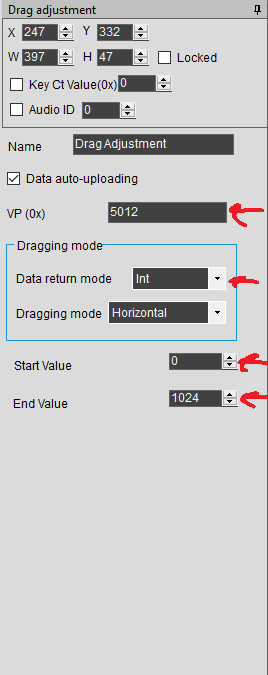 Drag adjustment
X 247 Y 332
W 397 H 47 Locked
Key Ct Value(0x) 0
Audio ID 0
Name Drag Adjustment
Data auto-uploading
VP (0x) 5012
Dragging mode
Data return mode Int
Dragging mode Horizontal
Start Value 0
End Value 1024